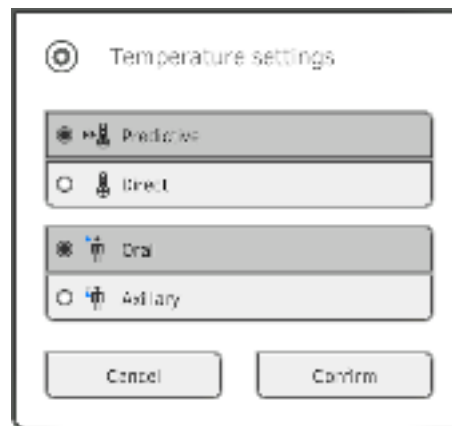 Temperature settings
Predictive
Direct
Oral
Axillary
Cancel
Confirm